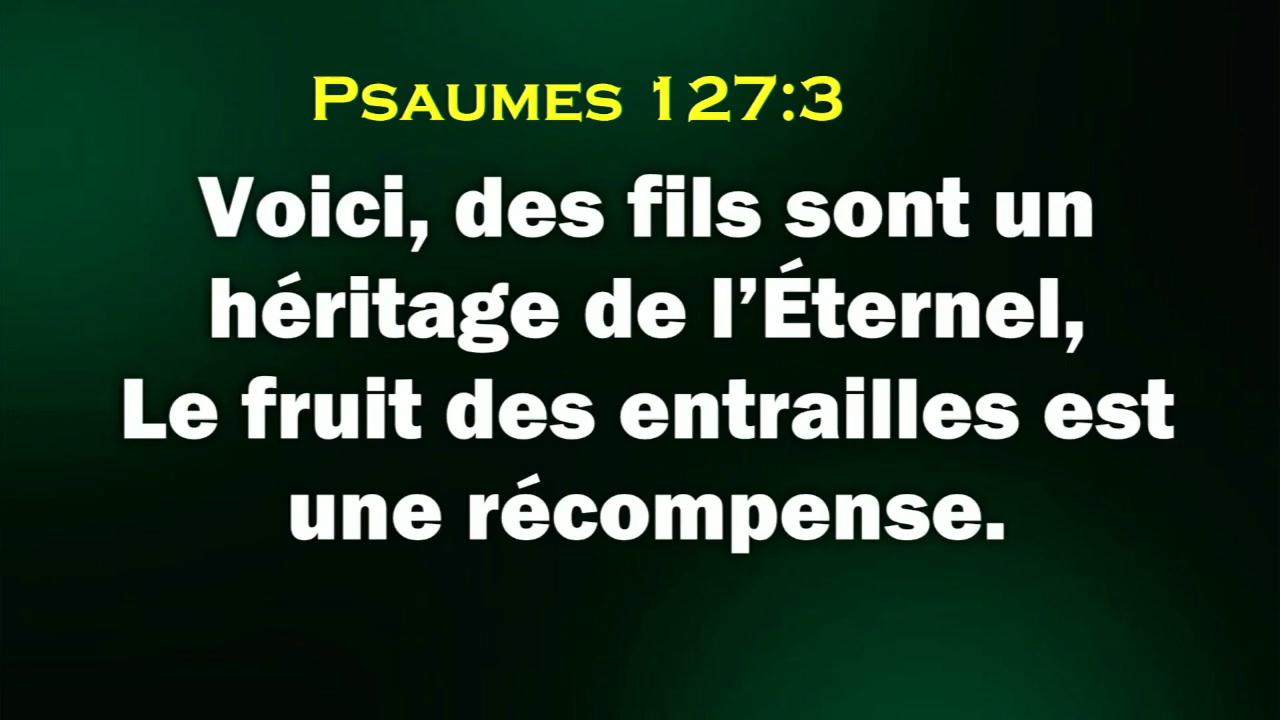 Psaumes 127:3
Voici, des fils sont un
héritage de l’Éternel,
Le fruit des entrailles est
une récompense.